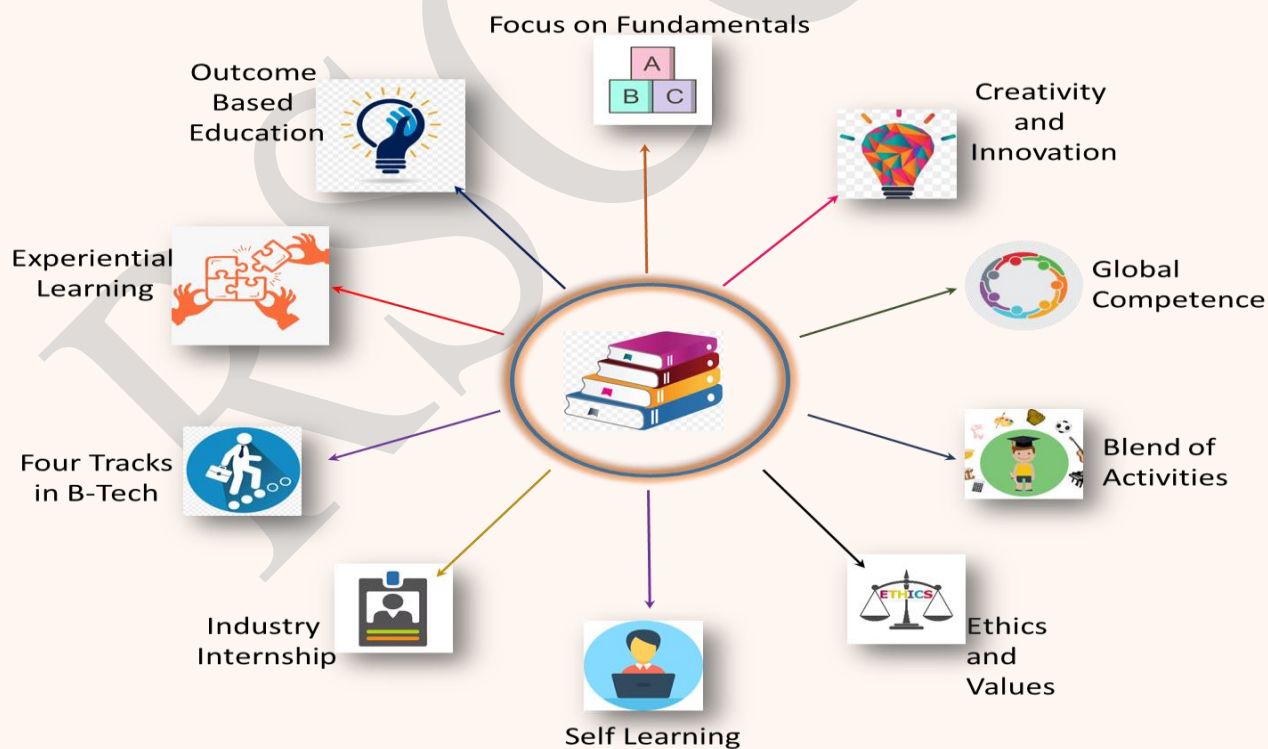 Focus on Fundamentals
A
B C
Outcome
Based
Education
Creativity
and
Innovation
Experiential
Learning
Global
Competence
Four Tracks
in B-Tech
Blend of
Activities
Industry
Internship
ETHICS
Ethics
and
Values
Self Learning